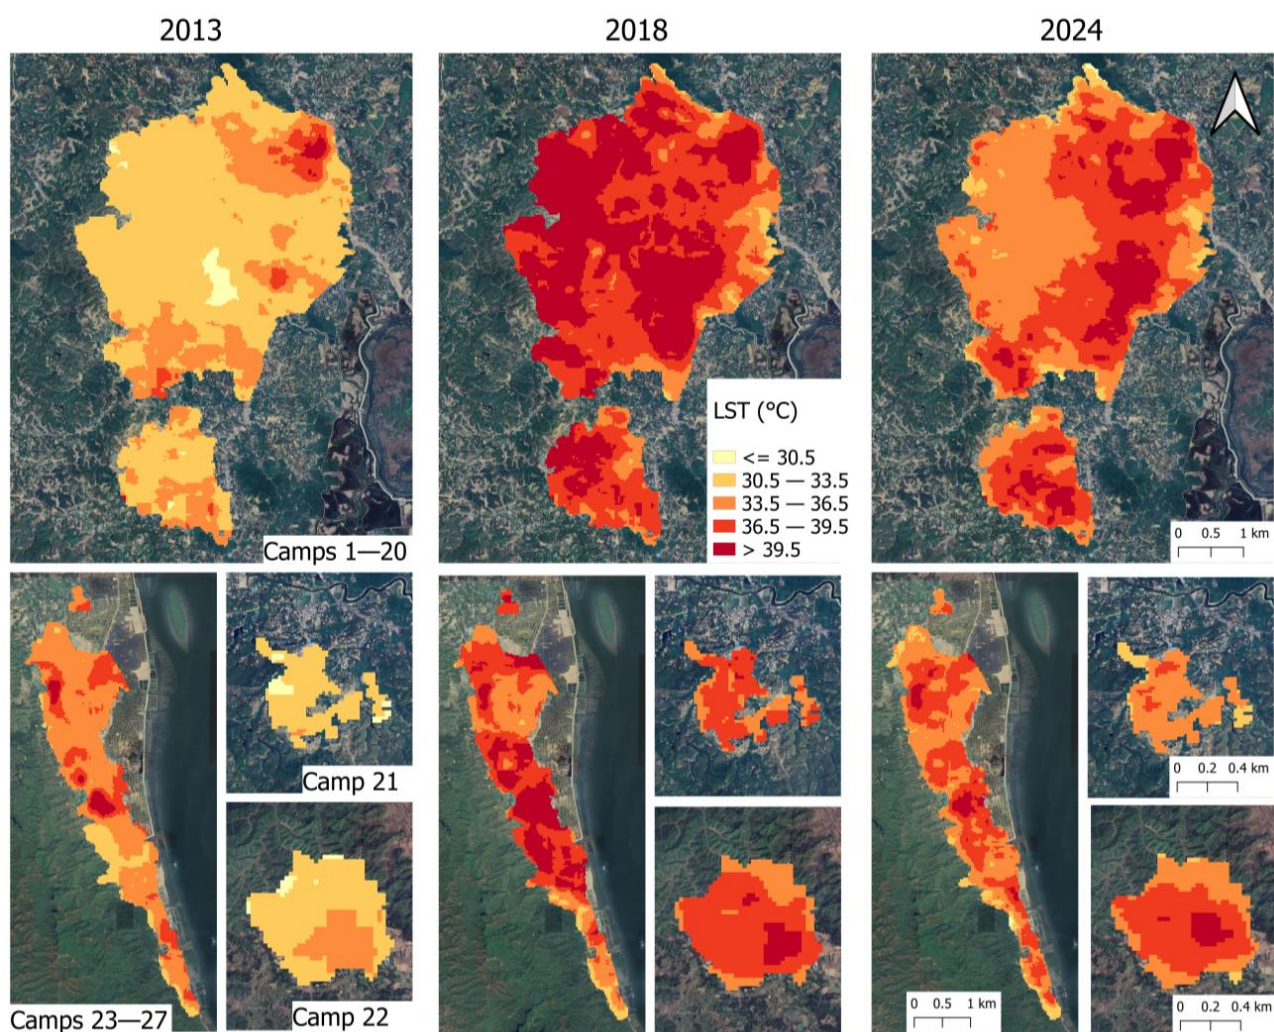 2013
2018
2024
LST (°C)
<= 30.5
30.5 — 33.5
33.5 — 36.5
36.5 — 39.5
> 39.5
Camps 1—20
0 0.5 1 km
Camp 21
0 0.2 0.4 km
Camps 23—27
Camp 22
0 0.5 1 km
0 0.2 0.4 km